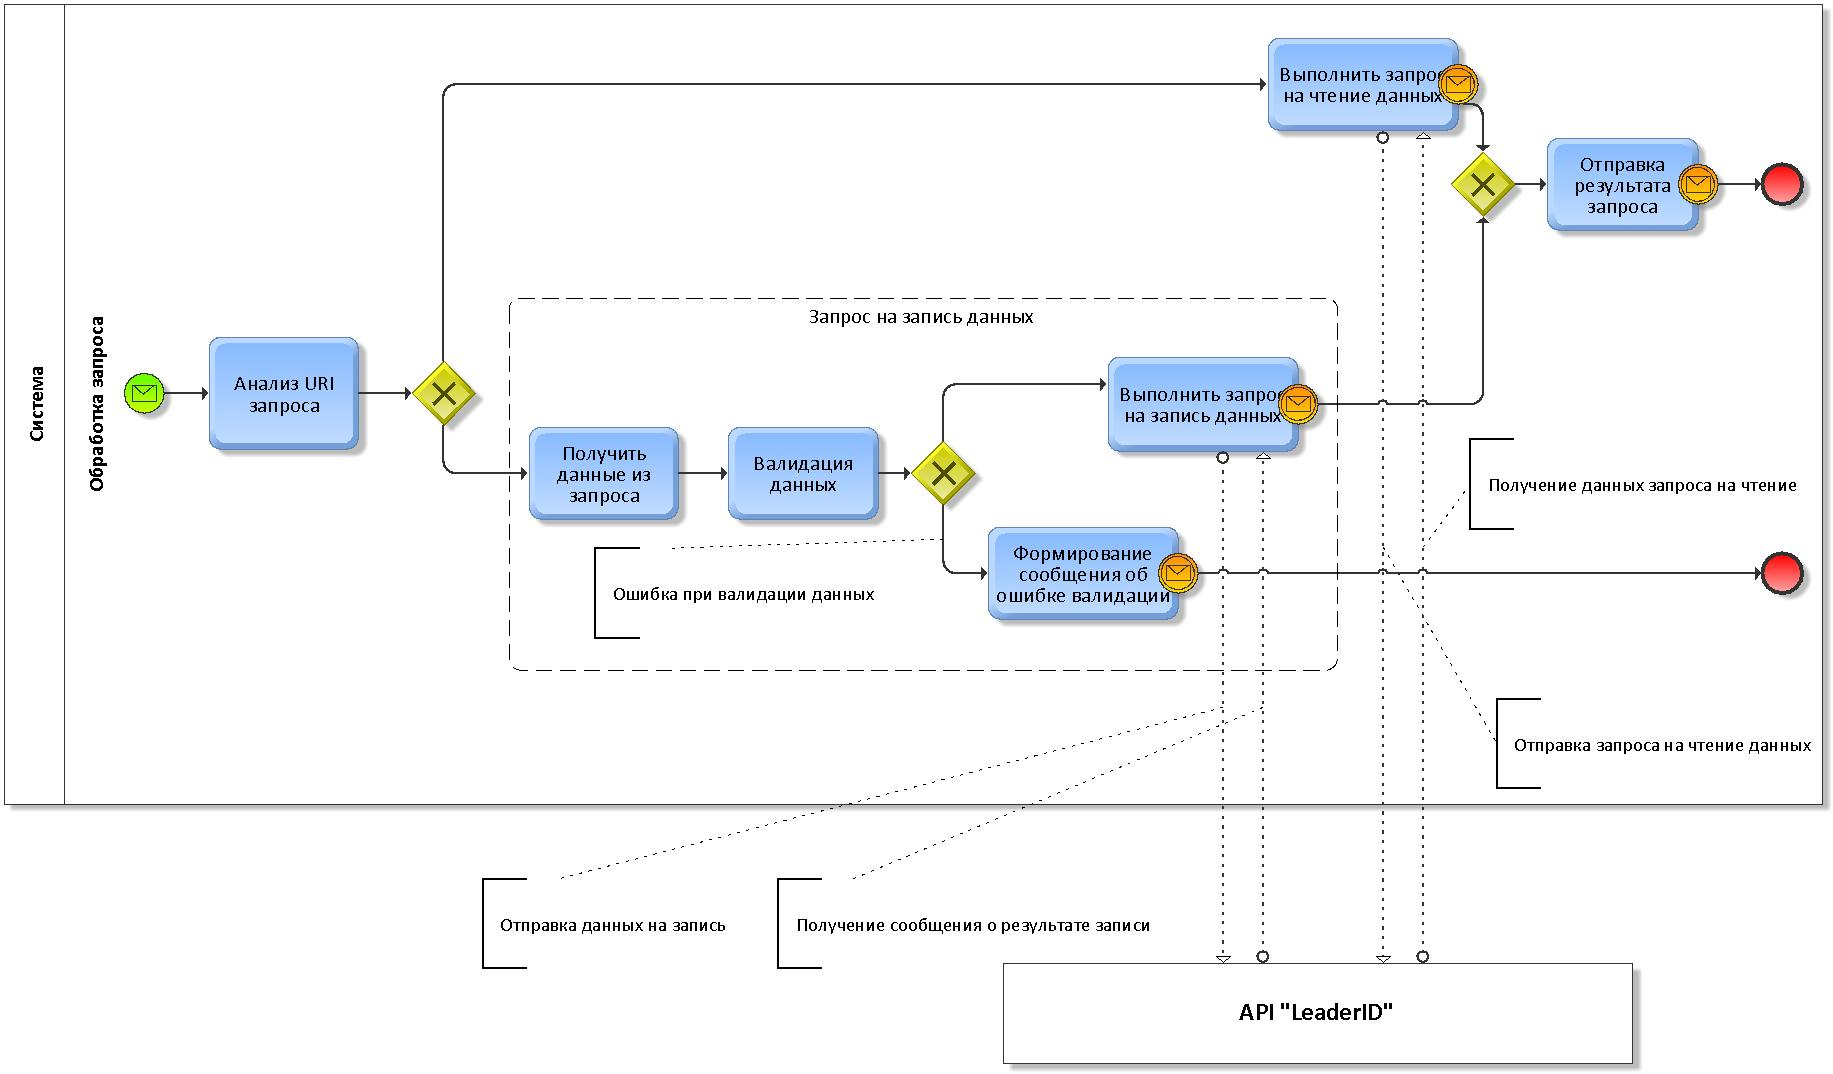 Система
Обработка запроса
Анализ URI
запроса
Выполнить запрос
на чтение данных
Отправка
результата
запроса
Запрос на запись данных
Получить
данные из
запроса
Валидация
данных
Выполнить запрос
на запись данных
Формирование
сообщения об
ошибке валидации
Ошибка при валидации данных
Получение данных запроса на чтение
Отправка запроса на чтение данных
Отправка данных на запись
Получение сообщения о результате записи
API "LeaderID"